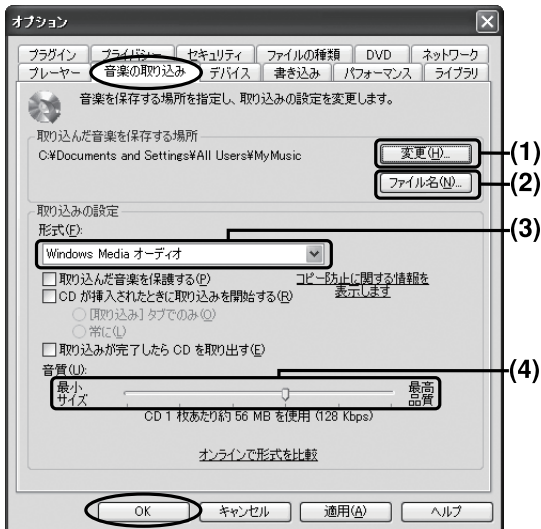 オプション
プラグイン プライバシー セキュリティ ファイルの種類 DVD ネットワーク
プレーヤー 音楽の取り込み デバイス 書き込み パフォーマンス ライブラリ
音楽を保存する場所を指定し、取り込みの設定を変更します。
取り込んだ音楽を保存する場所
C:¥Documents and Settings¥All Users¥MyMusic
変更(H)... (1)
ファイル名(N)... (2)
取り込みの設定
形式(F): (3)
Windows Media オーディオ
取り込んだ音楽を保護する(P) コピー防止に関する情報を
表示します
CD が挿入されたときに取り込みを開始する(R)
[取り込み] タブでのみ(O)
常に(L)
取り込みが完了したら CD を取り出す(E)
音質(U): (4)
最小
サイズ
最高
品質
CD 1 枚あたり約 56 MB を使用 (128 Kbps)
オンラインで形式を比較
OK キャンセル 適用(A) ヘルプ